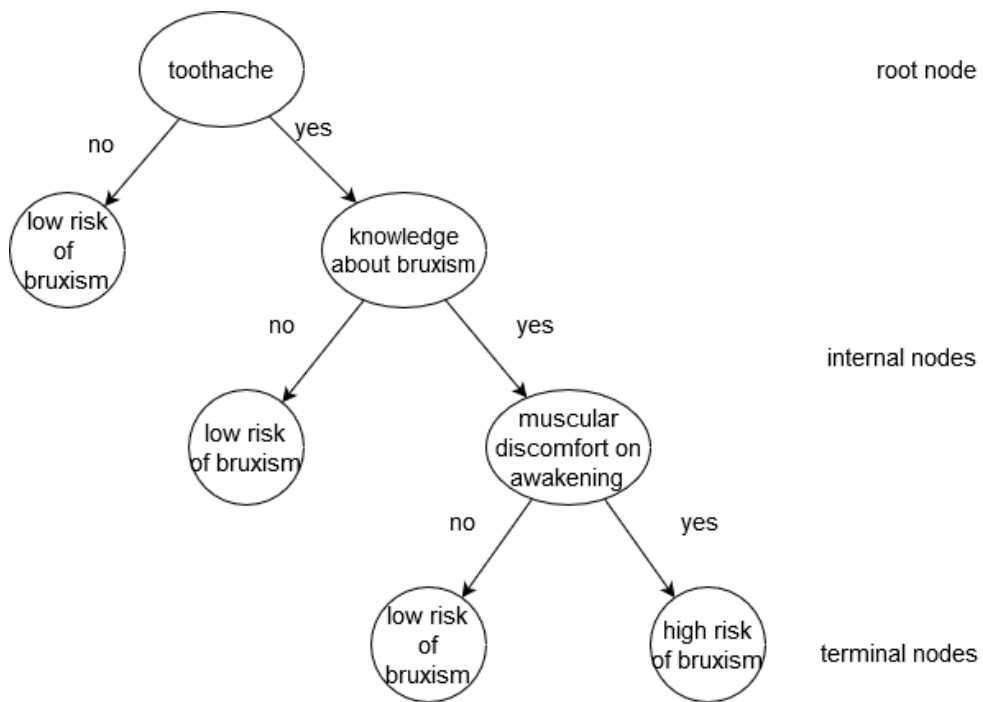 toothache
root node
no
yes
low risk
of
bruxism
knowledge
about bruxism
no
yes
internal nodes
low risk
of bruxism
muscular
discomfort on
awakening
no
yes
low risk
of
bruxism
high risk
of bruxism
terminal nodes